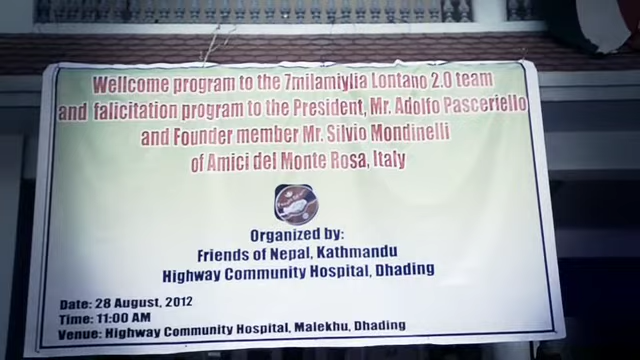 Wellcome program to the 7milamiylia Lontano 2.0 team
and falicitation program to the President, Mr. Adolfo Pasceriello
and Founder member Mr. Silvio Mondinelli
of Amici del Monte Rosa, Italy
Organized by:
Friends of Nepal, Kathmandu
Highway Community Hospital, Dhading
Date: 28 August, 2012
Time: 11:00 AM
Venue: Highway Community Hospital, Malekhu, Dhading